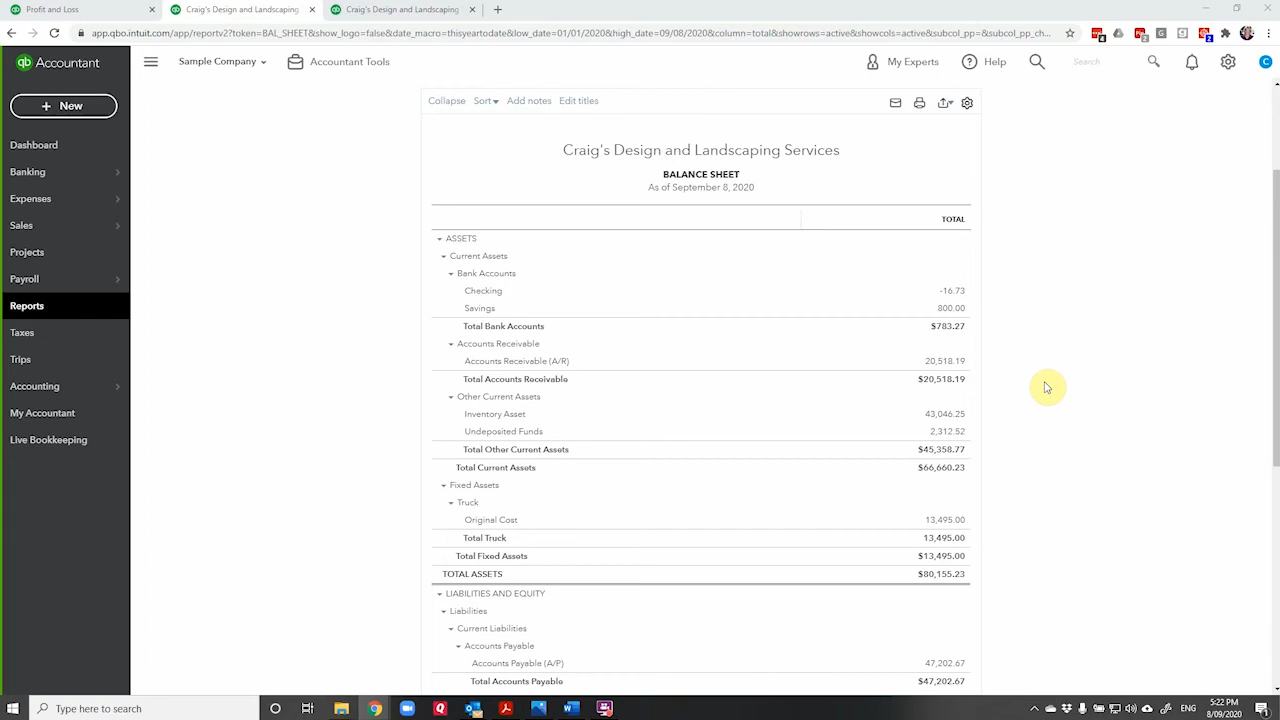 Profit and Loss
Craig's Design and Landscaping
Craig's Design and Landscaping
app.qbo.intuit.com/app/reportv2?token=BAL_SHEET&show_logo=false&date_macro=thisyeartodate&low_date=01/01/2020&high_date=09/08/2020&column=total&showrows=active&showcols=active&subcol_pp=&subcol_pp_ch...
qb Accountant
Sample Company
Accountant Tools
My Experts
Help
Search
C
+ New
Dashboard
Banking
Expenses
Sales
Projects
Payroll
Reports
Taxes
Trips
Accounting
My Accountant
Live Bookkeeping
Collapse Sort Add notes Edit titles
Craig's Design and Landscaping Services
BALANCE SHEET
As of September 8, 2020
TOTAL
ASSETS
Current Assets
Bank Accounts
Checking -16.73
Savings 800.00
Total Bank Accounts $783.27
Accounts Receivable
Accounts Receivable (A/R) 20,518.19
Total Accounts Receivable $20,518.19
Other Current Assets
Inventory Asset 43,046.25
Undeposited Funds 2,312.52
Total Other Current Assets $45,358.77
Total Current Assets $66,660.23
Fixed Assets
Truck
Original Cost 13,495.00
Total Truck 13,495.00
Total Fixed Assets $13,495.00
TOTAL ASSETS $80,155.23
LIABILITIES AND EQUITY
Liabilities
Current Liabilities
Accounts Payable
Accounts Payable (A/P) 47,202.67
Total Accounts Payable $47,202.67
Type here to search
5:22 PM
8/09/2020